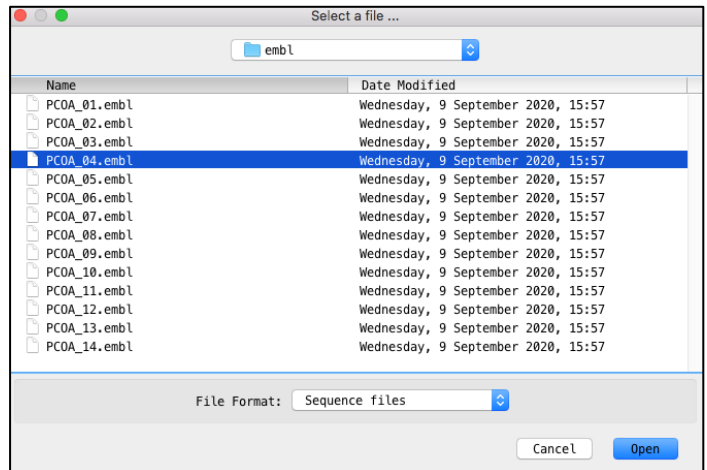 Select a file ...
embl
Name Date Modified
PCOA_01.embl Wednesday, 9 September 2020, 15:57
PCOA_02.embl Wednesday, 9 September 2020, 15:57
PCOA_03.embl Wednesday, 9 September 2020, 15:57
PCOA_04.embl Wednesday, 9 September 2020, 15:57
PCOA_05.embl Wednesday, 9 September 2020, 15:57
PCOA_06.embl Wednesday, 9 September 2020, 15:57
PCOA_07.embl Wednesday, 9 September 2020, 15:57
PCOA_08.embl Wednesday, 9 September 2020, 15:57
PCOA_09.embl Wednesday, 9 September 2020, 15:57
PCOA_10.embl Wednesday, 9 September 2020, 15:57
PCOA_11.embl Wednesday, 9 September 2020, 15:57
PCOA_12.embl Wednesday, 9 September 2020, 15:57
PCOA_13.embl Wednesday, 9 September 2020, 15:57
PCOA_14.embl Wednesday, 9 September 2020, 15:57
File Format: Sequence files
Cancel Open